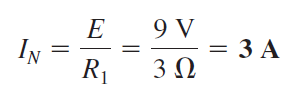 I_N = E/R_1 = 9 V/3 Ω = 3 A